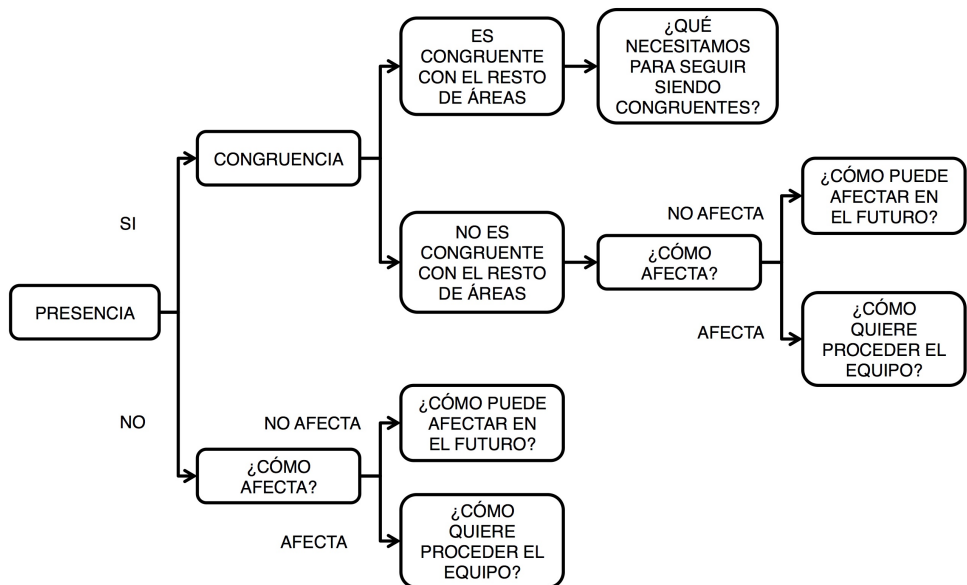 ES
CONGRUENTE
CON EL RESTO
DE ÁREAS
¿QUÉ
NECESITAMOS
PARA SEGUIR
SIENDO
CONGRUENTES?
CONGRUENCIA
SI
NO ES
CONGRUENTE
CON EL RESTO
DE ÁREAS
¿CÓMO
AFECTA?
NO AFECTA
¿CÓMO PUEDE
AFECTAR EN
EL FUTURO?
AFECTA
¿CÓMO
QUIERE
PROCEDER EL
EQUIPO?
PRESENCIA
NO
¿CÓMO
AFECTA?
NO AFECTA
¿CÓMO PUEDE
AFECTAR EN
EL FUTURO?
AFECTA
¿CÓMO
QUIERE
PROCEDER EL
EQUIPO?